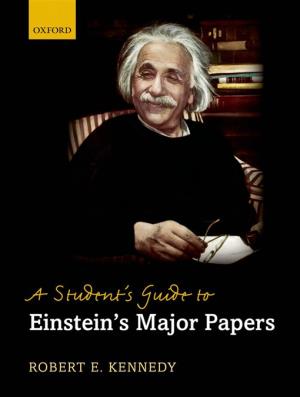 OXFORD
A Student's Guide to
Einstein's Major Papers
ROBERT E. KENNEDY